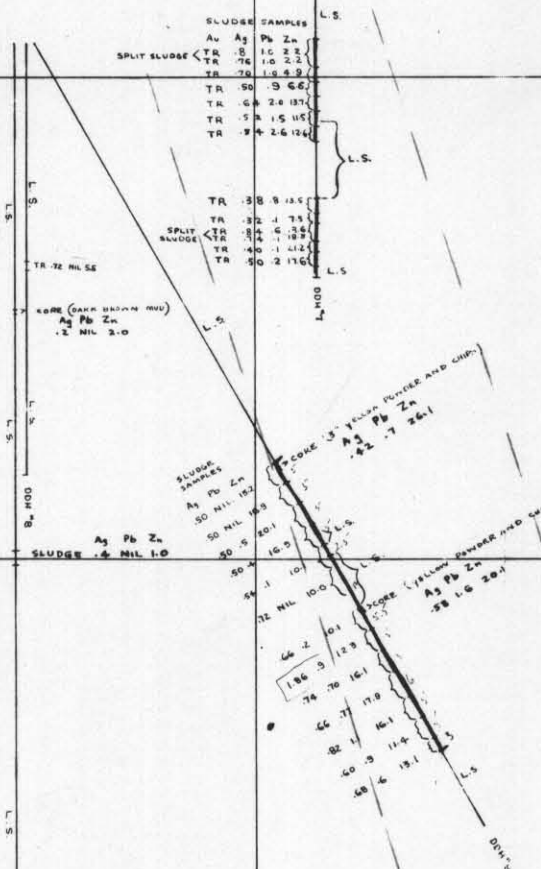 L.S.
SLUDGE SAMPLES
Au Ag Pb Zn
SPLIT SLUDGE
TR .8 1.0 2.2
TR .76 1.0 2.2
TR .70 1.0 4.9
TR .50 .9 6.6
TR .64 2.0 13.7
TR .52 1.5 11.5
TR .84 2.6 12.6
L.S.
TR .38 .8 13.5
TR .32 .1 7.5
SPLIT SLUDGE
TR .84 .6
TR .74 .1
TR .40 .1 21.2
TR .50 .2 17.6
L.S
DDH #7
L.S.
L.S.
TR .72 NIL 5.6
CORE (DARK BROWN MUD)
Ag Pb Zn
.2 NIL 2.0
L.S.
L.S.
L.S.
DDH #8
Ag Pb Zn
SLUDGE .4 NIL 1.0
L.S.
L.S.
CORE YELLOW POWDER AND CHIPS
Ag Pb Zn
.42 .7 26.1
SLUDGE SAMPLES
Ag Pb Zn
.50 NIL
.50 NIL
.50 .5 20.1
.50 .4 16.9
.54 .1
.72 NIL 10.0
L.S.
L.S.
CORE (YELLOW POWDER AND
Ag Pb Zn
.58 1.6 20.1
.66 .2 10.1
1.86 .9 12.3
.74 .70 16.1
.66 .77 17.8
.82 1. 16.1
.60 .9 11.4
.68 .6 13.1
L.S
DDH